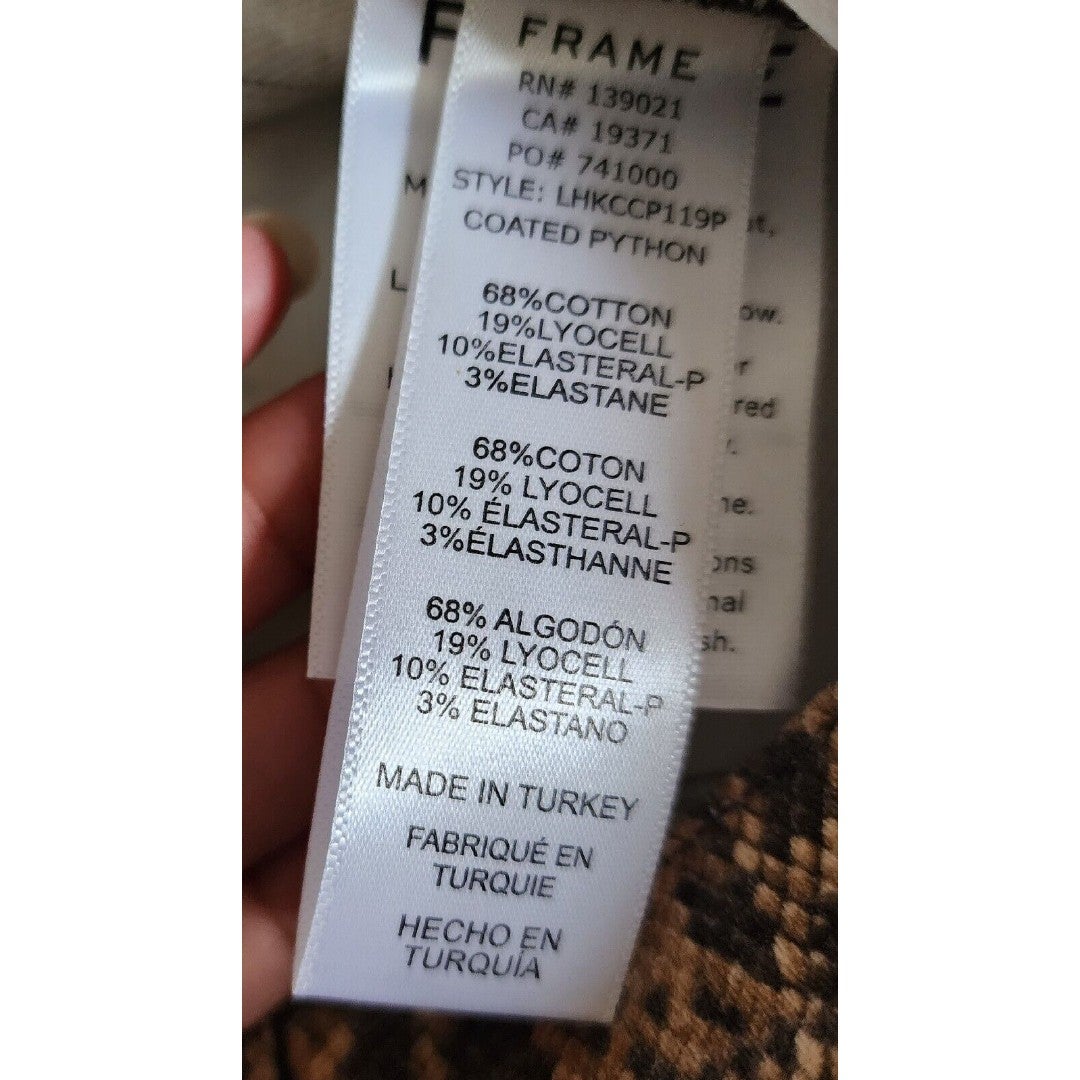 FRAME
RN# 139021
CA# 19371
PO# 741000
STYLE: LHKCCP119P
COATED PYTHON
68%COTTON
19%LYOCELL
10%ELASTERAL-P
3%ELASTANE
68%COTON
19% LYOCELL
10% ÉLASTERAL-P
3%ÉLASTHANNE
68% ALGODÓN
19% LYOCELL
10% ELASTERAL-P
3% ELASTANO
MADE IN TURKEY
FABRIQUÉ EN
TURQUIE
HECHO EN
TURQUÍA